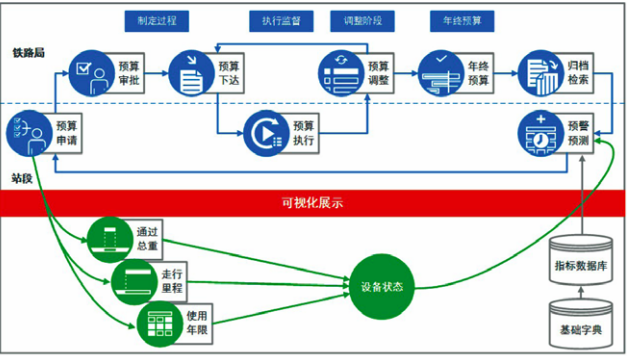 制定过程
执行监督
调整阶段
年终预算
铁路局
预算
审批
预算
下达
预算
调整
年终
预算
归档
检索
预算
申请
预算
执行
预警
预测
站段
可视化展示
通过
总重
走行
里程
使用
年限
设备状态
指标数据库
基础字典